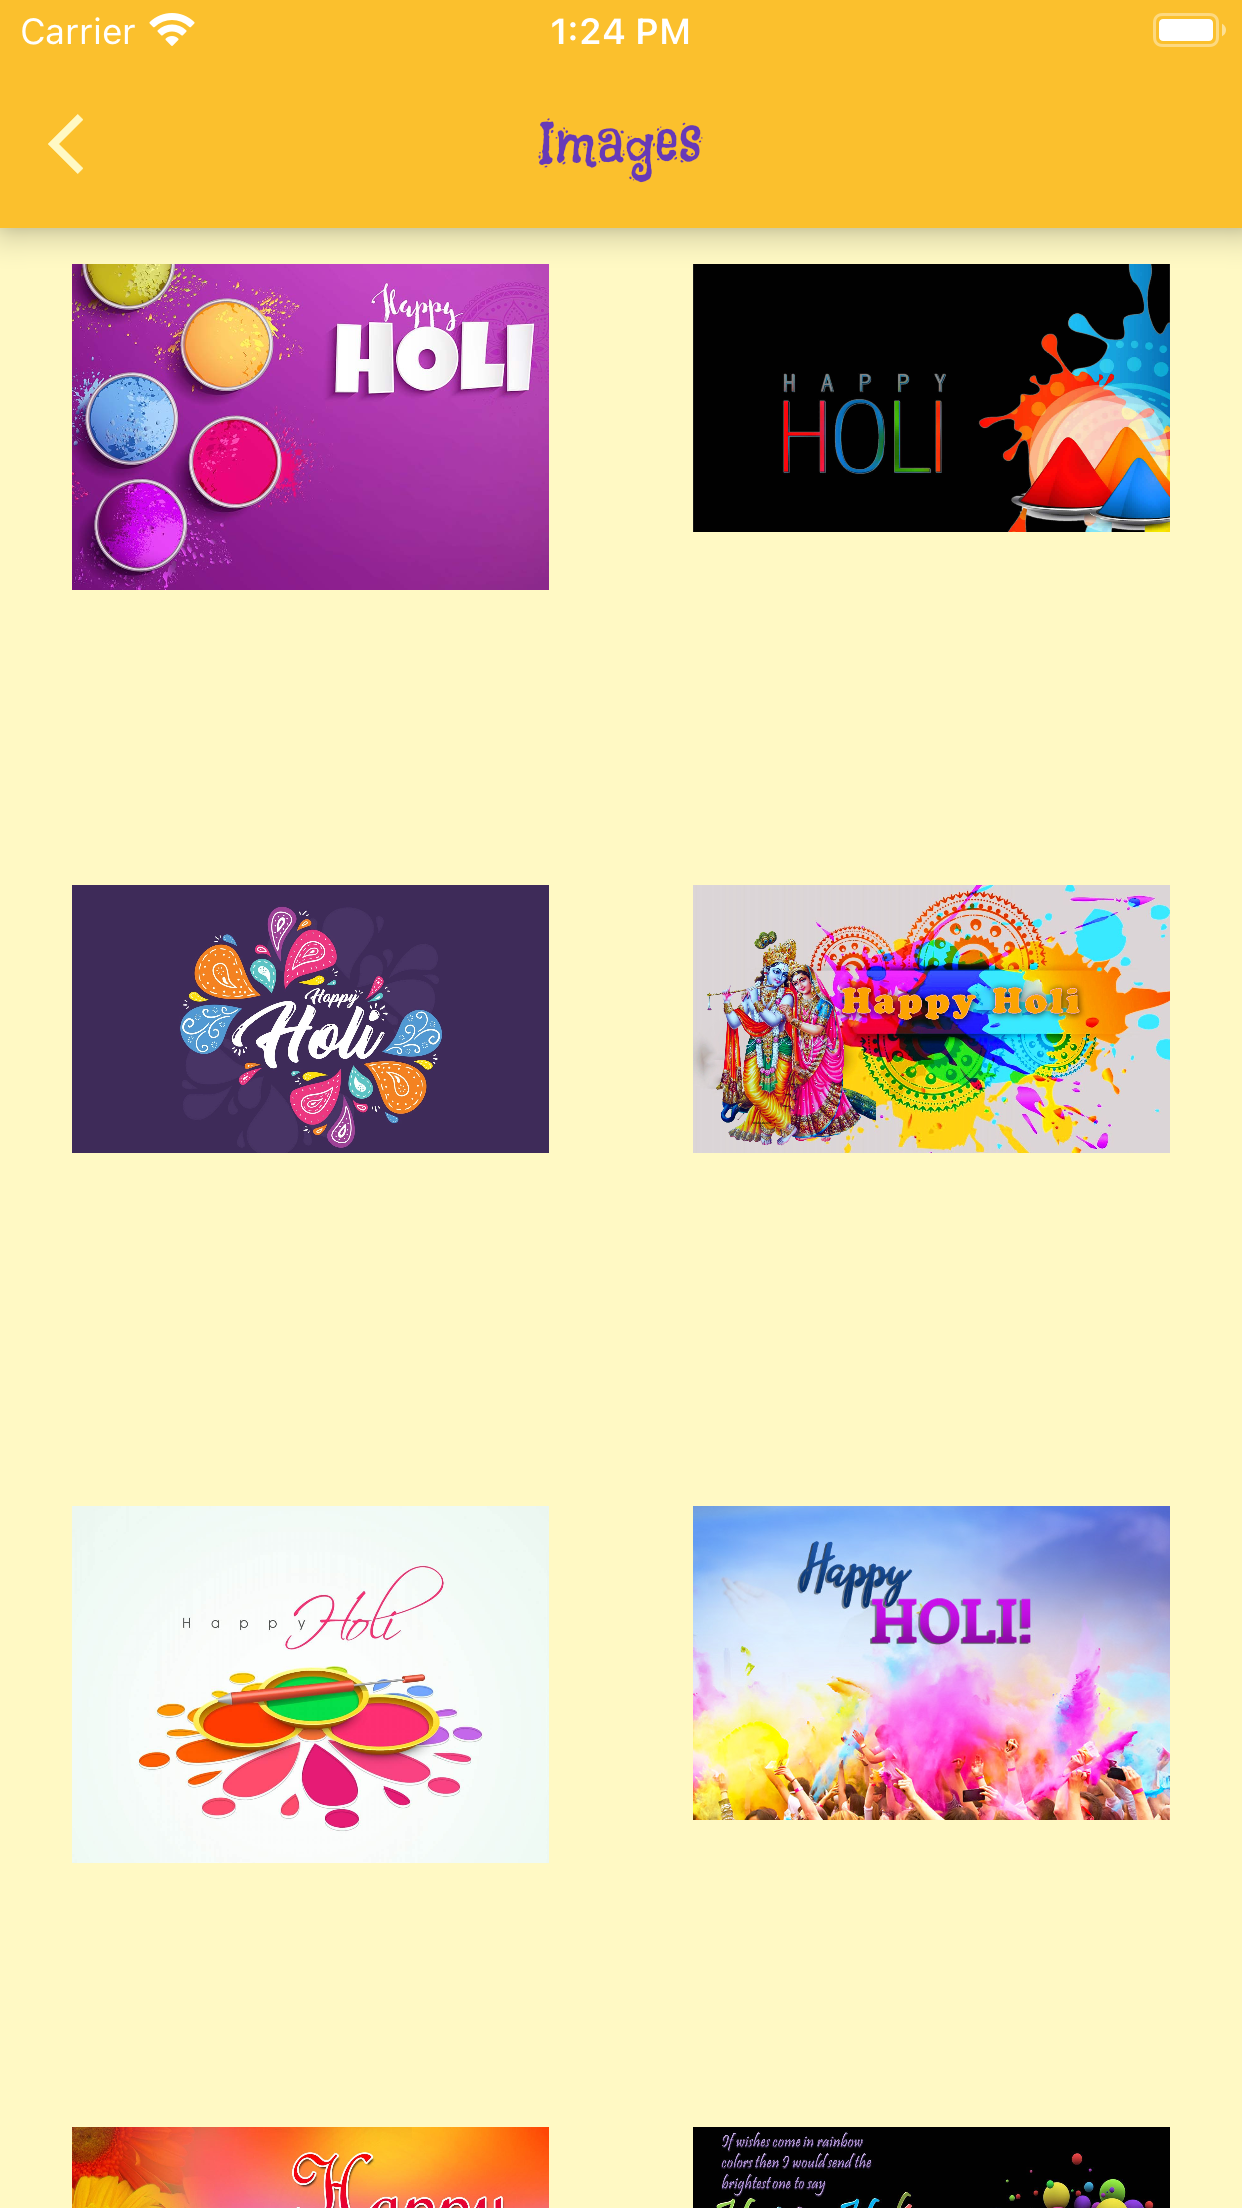 Carrier
1:24 PM
Images
Happy
HOLI
HAPPY
HOLI
Happy
Holi
Happy Holi
Happy Holi
Happy
HOLI!
Happy
If wishes come in rainbow
colors then I would send the
brightest one to say